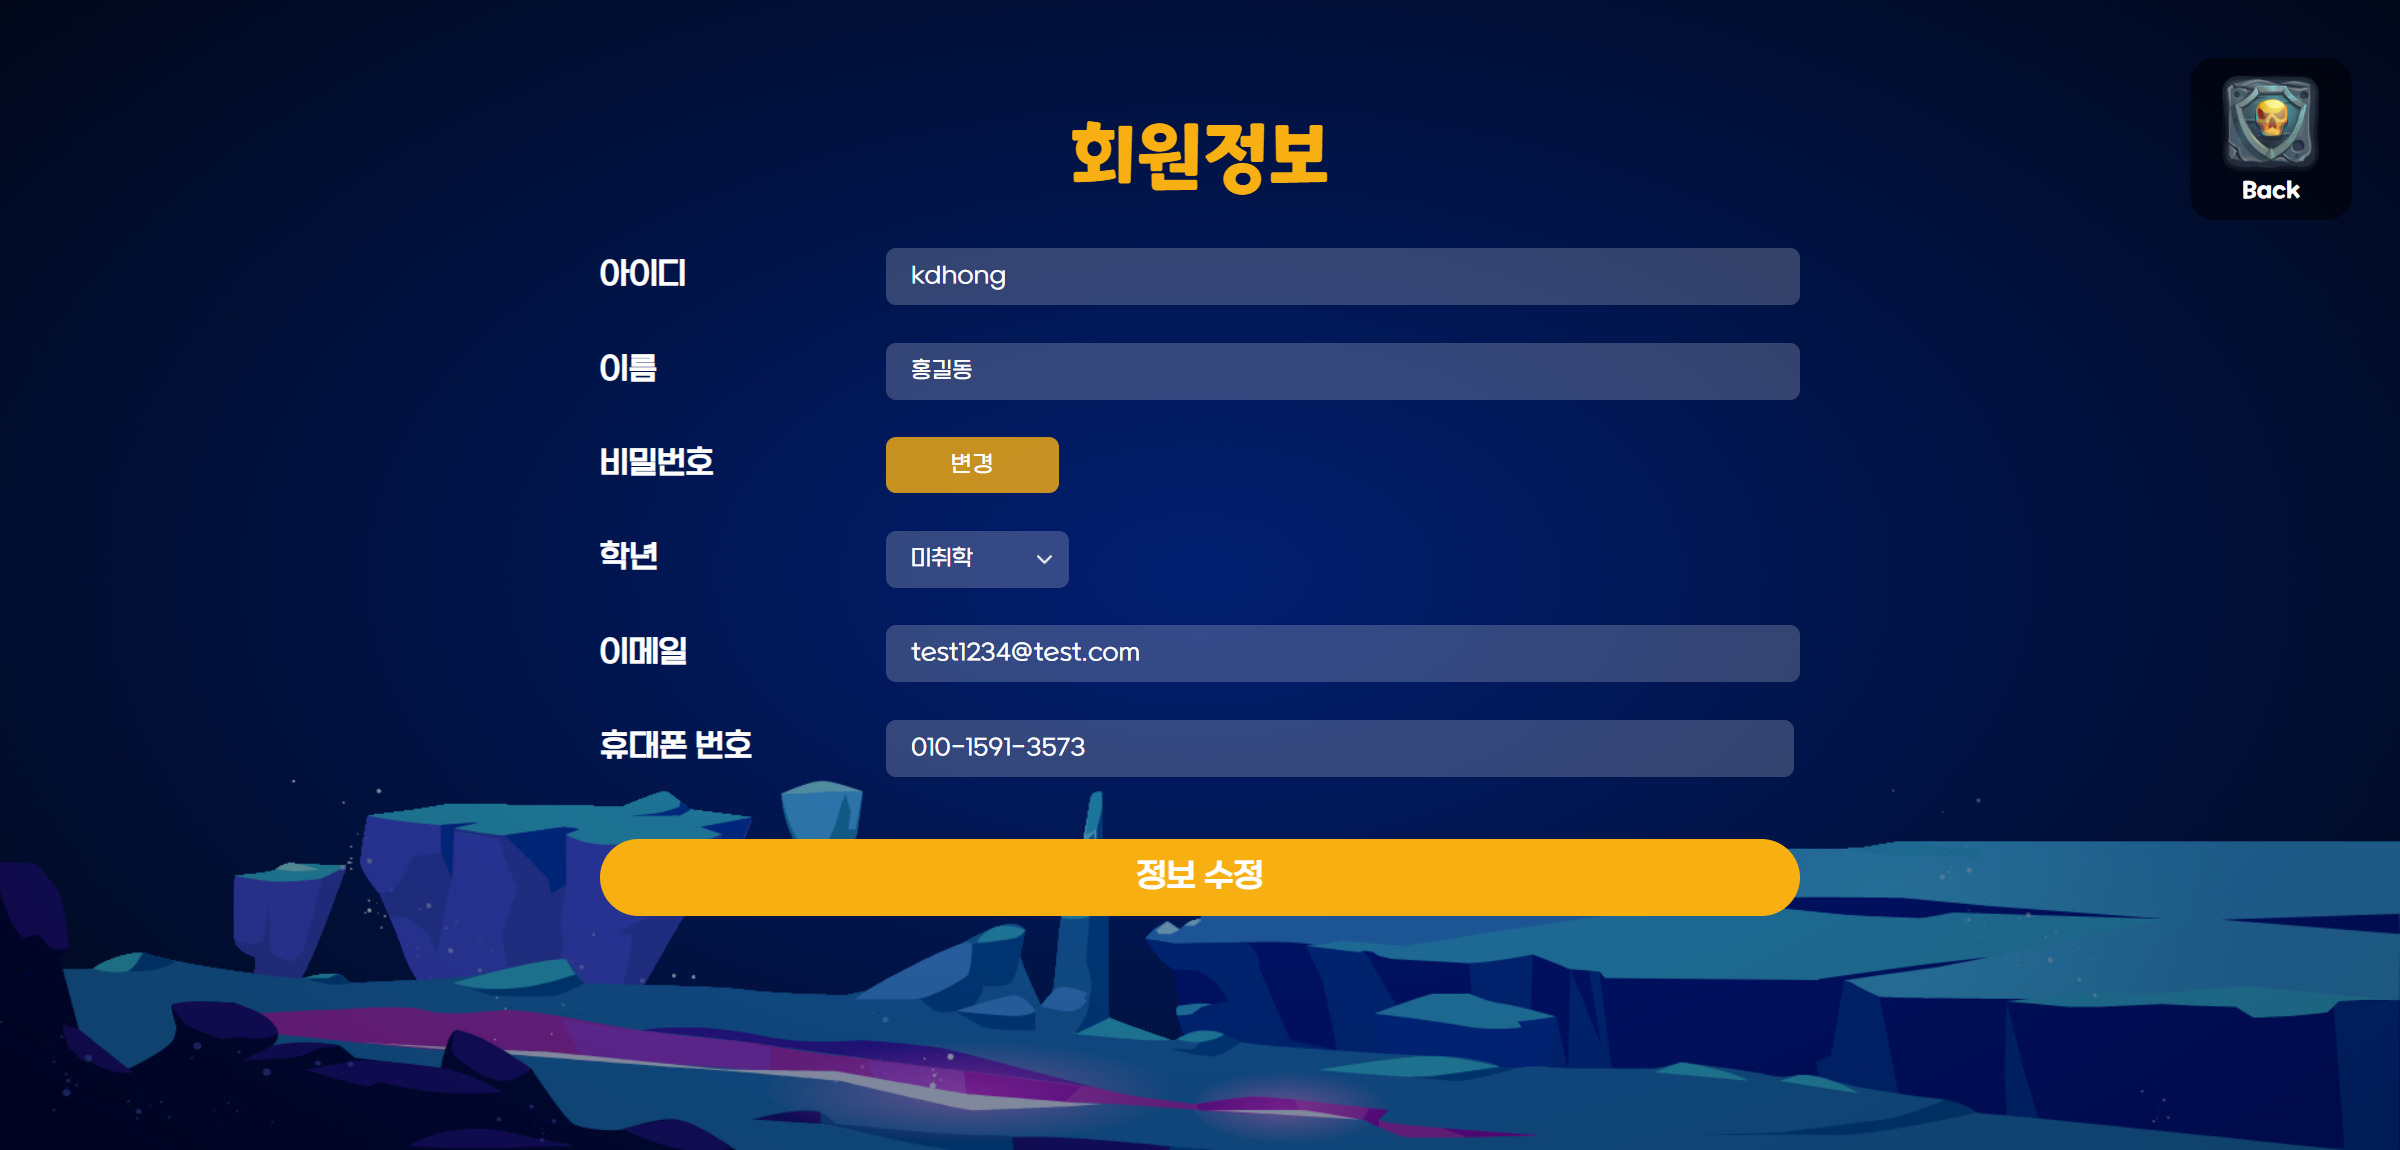 회원정보
Back
아이디
kdhong
이름
홍길동
비밀번호
변경
학년
미취학
이메일
test1234@test.com
휴대폰 번호
010-1591-3573
정보 수정